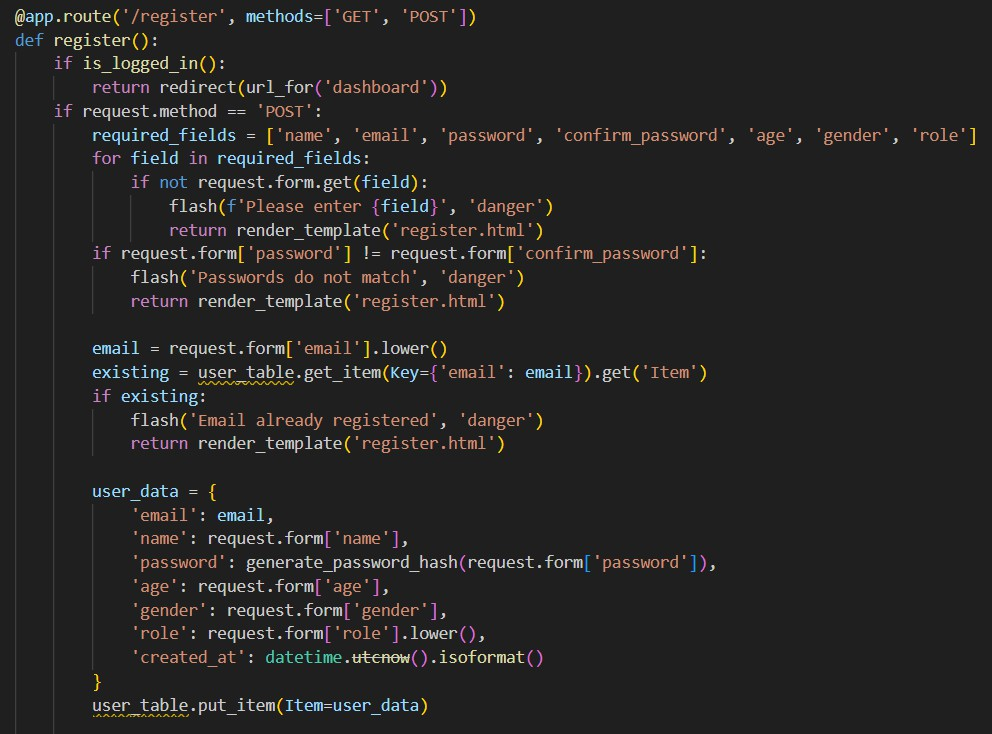 @app.route('/register', methods=['GET', 'POST'])
def register():
    if is_logged_in():
        return redirect(url_for('dashboard'))
    if request.method == 'POST':
        required_fields = ['name', 'email', 'password', 'confirm_password', 'age', 'gender', 'role']
        for field in required_fields:
            if not request.form.get(field):
                flash(f'Please enter {field}', 'danger')
                return render_template('register.html')
        if request.form['password'] != request.form['confirm_password']:
            flash('Passwords do not match', 'danger')
            return render_template('register.html')

        email = request.form['email'].lower()
        existing = user_table.get_item(Key={'email': email}).get('Item')
        if existing:
            flash('Email already registered', 'danger')
            return render_template('register.html')

        user_data = {
            'email': email,
            'name': request.form['name'],
            'password': generate_password_hash(request.form['password']),
            'age': request.form['age'],
            'gender': request.form['gender'],
            'role': request.form['role'].lower(),
            'created_at': datetime.utcnow().isoformat()
        }
        user_table.put_item(Item=user_data)